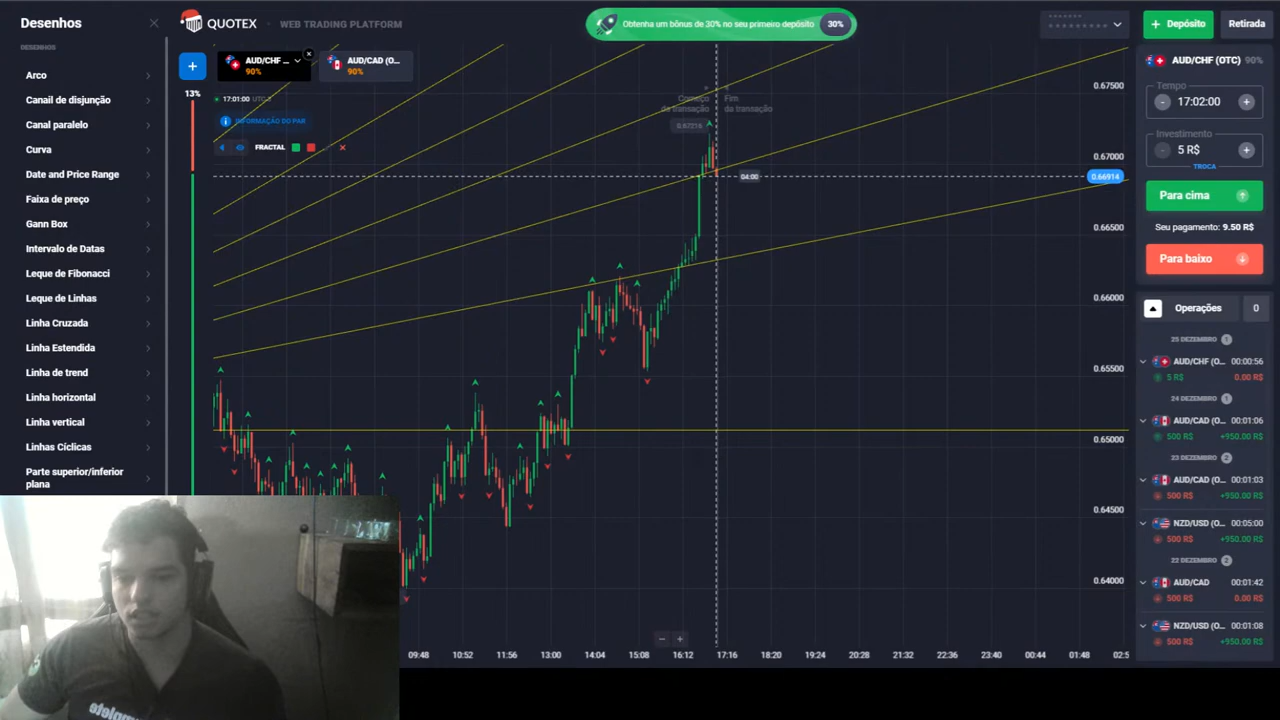 Desenhos
DESENHOS
Arco
Canail de disjunção
Canal paralelo
Curva
Date and Price Range
Faixa de preço
Gann Box
Intervalo de Datas
Leque de Fibonacci
Leque de Linhas
Linha Cruzada
Linha Estendida
Linha de trend
Linha horizontal
Linha vertical
Linhas Cíclicas
Parte superior/inferior
plana
QUOTEX
WEB TRADING PLATFORM
Obtenha um bônus de 30% no seu primeiro depósito 30%
Depósito
Retirada
AUD/CHF ...
90%
AUD/CAD (O...
90%
13%
17:01:00 UTC
INFORMAÇÃO DO PAR
FRACTAL
Começo
da transação
Fim
da transação
0.67216
04:00
0.67500
0.67000
0.66914
0.66500
0.66000
0.65500
0.65000
0.64500
0.64000
09:48 10:52 11:56 13:00 14:04 15:08 16:12 17:16 18:20 19:24 20:28 21:32 22:36 23:40 00:44 01:48 02:5
AUD/CHF (OTC) 90%
Tempo
- 17:02:00 +
Investimento
- 5 R$ +
TROCA
Para cima
Seu pagamento: 9.50 R$
Para baixo
Operações 0
25 DEZEMBRO 1
AUD/CHF (O... 00:00:56
5 R$ 0.00 R$
24 DEZEMBRO 1
AUD/CAD (O... 00:01:06
500 R$ +950.00 R$
23 DEZEMBRO 2
AUD/CAD (O... 00:01:03
500 R$ +950.00 R$
NZD/USD (O... 00:05:00
500 R$ +950.00 R$
22 DEZEMBRO 2
AUD/CAD 00:01:42
500 R$ 0.00 R$
NZD/USD (O... 00:01:08
500 R$ +950.00 R$